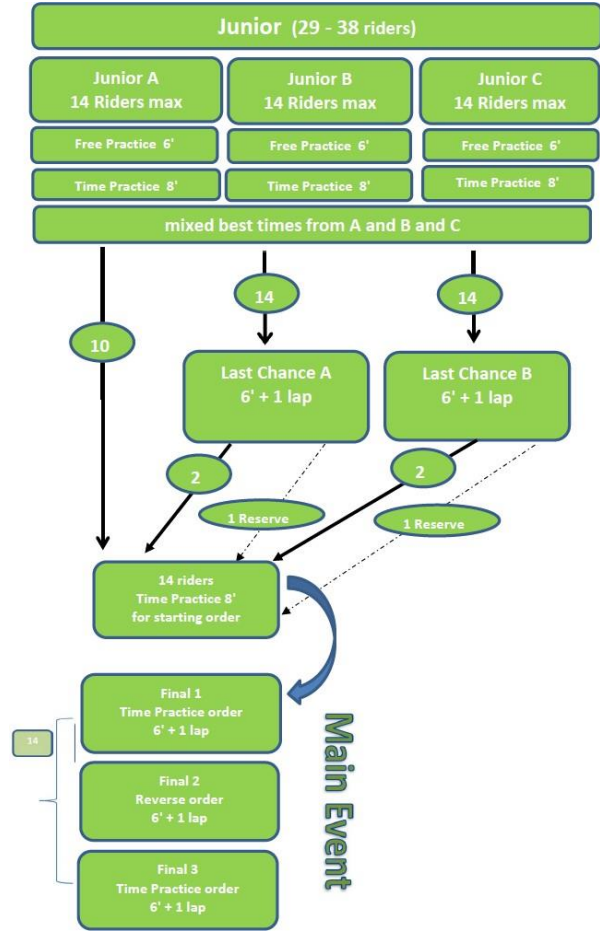 Junior (29 - 38 riders)
Junior A
14 Riders max
Junior B
14 Riders max
Junior C
14 Riders max
Free Practice 6'
Free Practice 6'
Free Practice 6'
Time Practice 8'
Time Practice 8'
Time Practice 8'
mixed best times from A and B and C
14
14
10
Last Chance A
6' + 1 lap
Last Chance B
6' + 1 lap
2
2
1 Reserve
1 Reserve
14 riders
Time Practice 8'
for starting order
Final 1
Time Practice order
6' + 1 lap
14
Final 2
Reverse order
6' + 1 lap
Final 3
Time Practice order
6' + 1 lap
Main Event